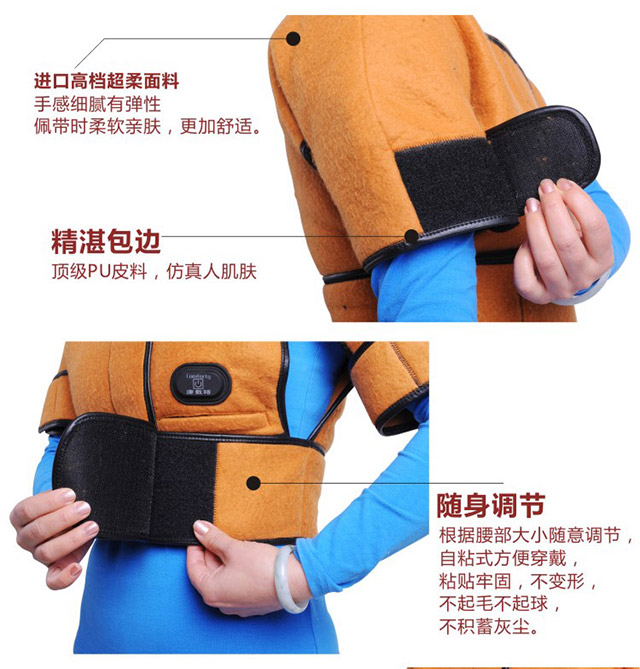 进口高档超柔面料
手感细腻有弹性
佩带时柔软亲肤，更加舒适。
精湛包边
顶级PU皮料，仿真人肌肤
康戴特
随身调节
根据腰部大小随意调节，
自粘式方便穿戴，
粘贴牢固，不变形，
不起毛不起球，
不积蓄灰尘。